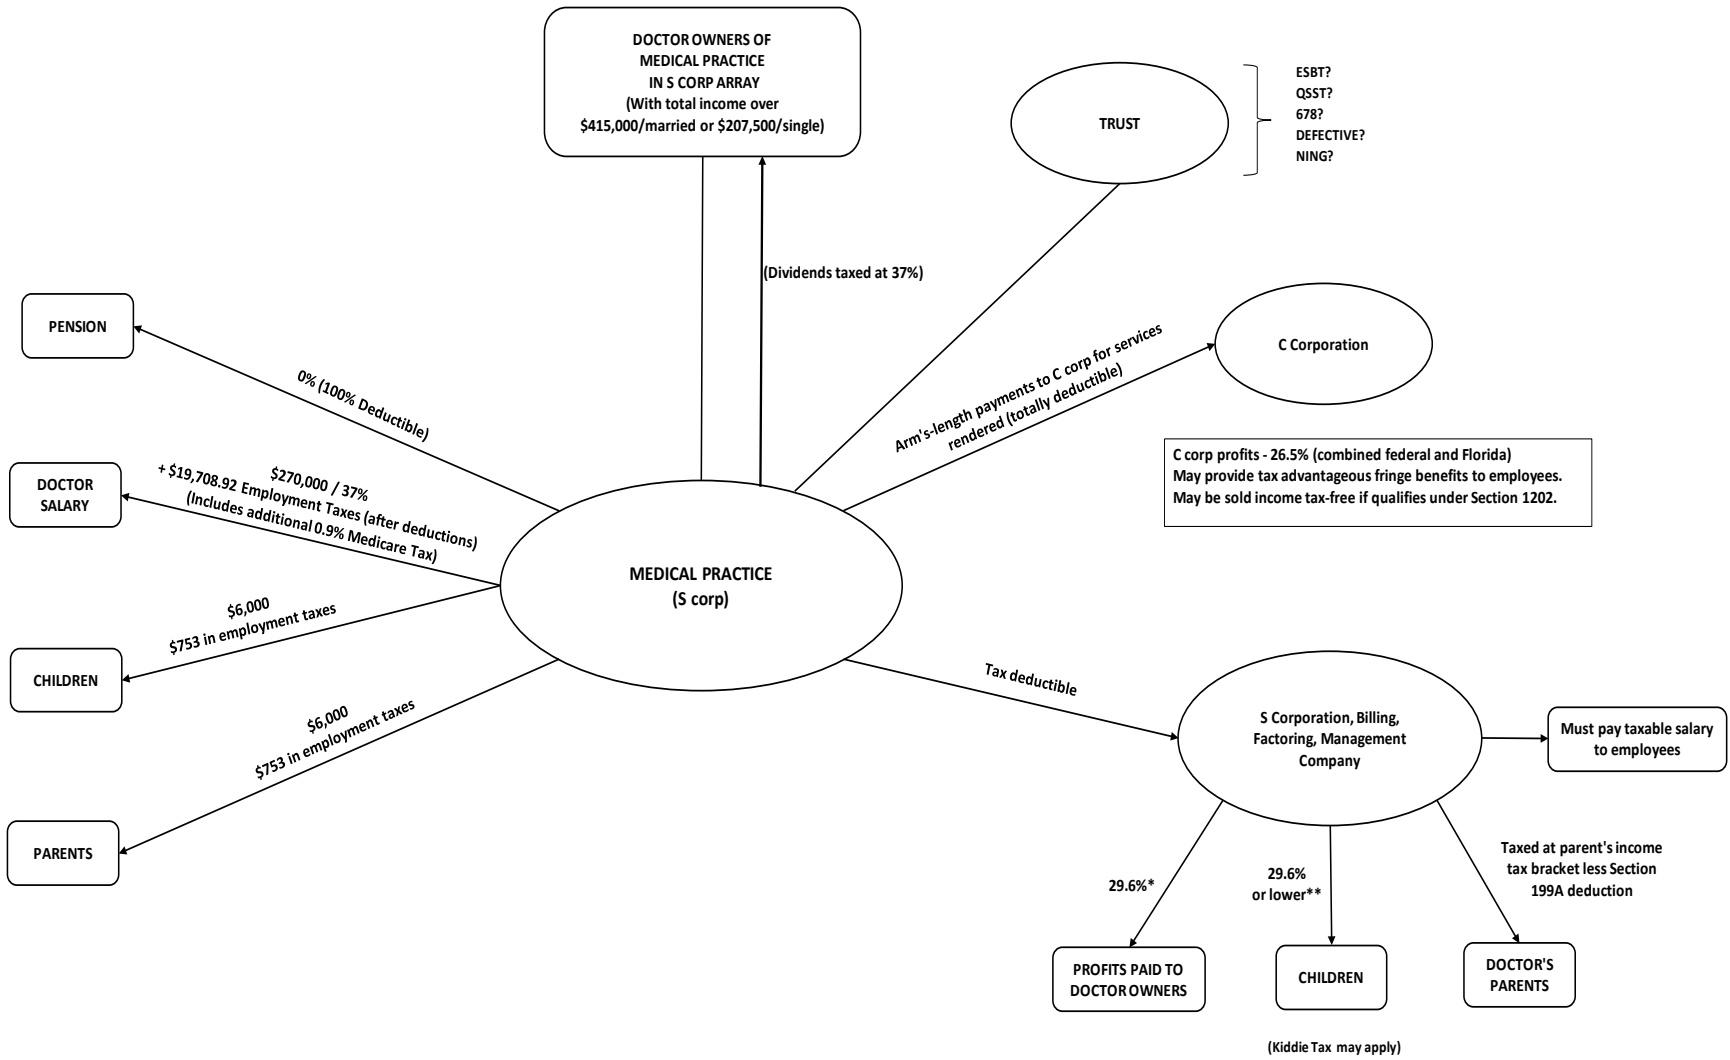 DOCTOR OWNERS OF
MEDICAL PRACTICE
IN S CORP ARRAY
(With total income over
$415,000/married or $207,500/single)
TRUST
ESBT?
QSST?
678?
DEFECTIVE?
NING?
(Dividends taxed at 37%)
PENSION
0% (100% Deductible)
Arm's-length payments to C corp for services
rendered (totally deductible)
C Corporation
C corp profits - 26.5% (combined federal and Florida)
May provide tax advantageous fringe benefits to employees.
May be sold income tax-free if qualifies under Section 1202.
DOCTOR
SALARY
$270,000 / 37%
+ $19,708.92 Employment Taxes (after deductions)
(Includes additional 0.9% Medicare Tax)
MEDICAL PRACTICE
(S corp)
$6,000
$753 in employment taxes
CHILDREN
$6,000
$753 in employment taxes
PARENTS
Tax deductible
S Corporation, Billing,
Factoring, Management
Company
Must pay taxable salary
to employees
29.6%*
29.6%
or lower**
Taxed at parent's income
tax bracket less Section
199A deduction
PROFITS PAID TO
DOCTOR OWNERS
CHILDREN
DOCTOR'S
PARENTS
(Kiddie Tax may apply)